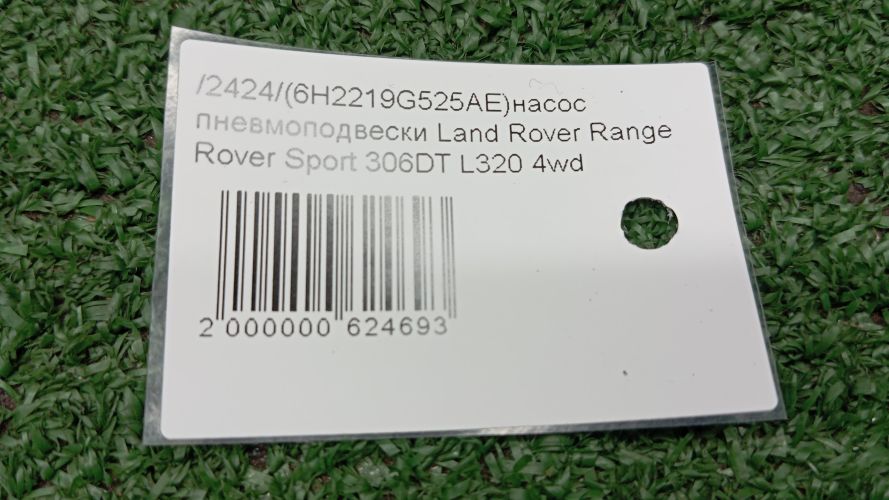 /2424/(6H2219G525AE)насос
пневмоподвески Land Rover Range
Rover Sport 306DT L320 4wd
2 000000 624693